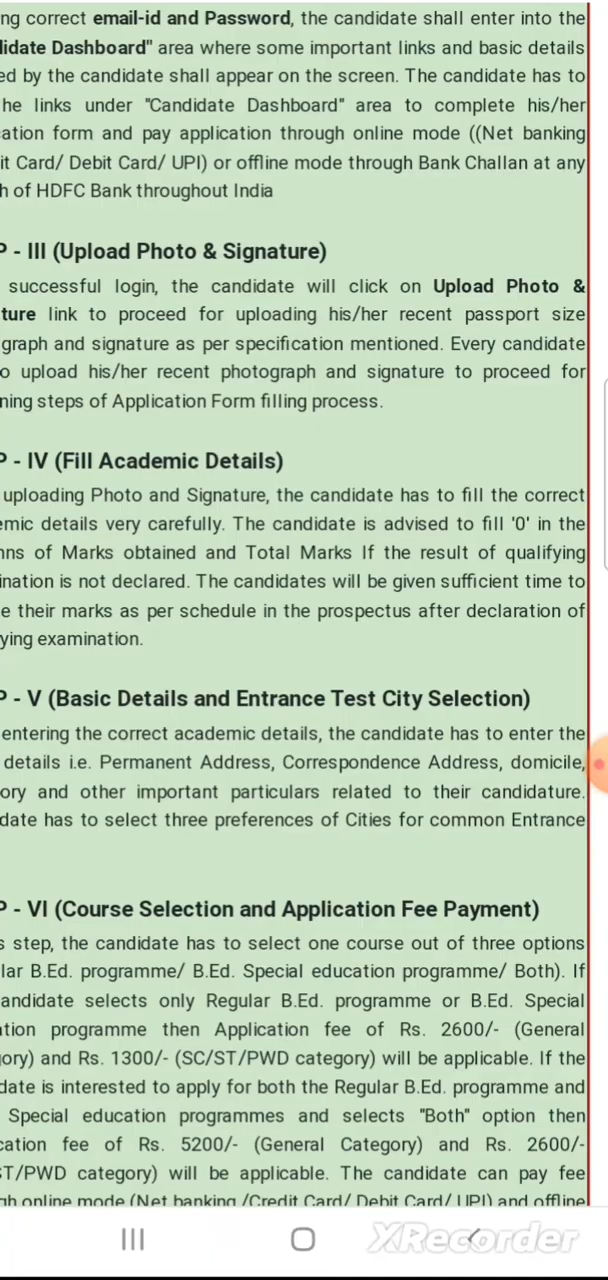 ng correct email-id and Password, the candidate shall enter into the
lidate Dashboard" area where some important links and basic details
ed by the candidate shall appear on the screen. The candidate has to
he links under "Candidate Dashboard" area to complete his/her
ation form and pay application through online mode ((Net banking
it Card/ Debit Card/ UPI) or offline mode through Bank Challan at any
h of HDFC Bank throughout India
P - III (Upload Photo & Signature)
successful login, the candidate will click on Upload Photo &
ture link to proceed for uploading his/her recent passport size
graph and signature as per specification mentioned. Every candidate
o upload his/her recent photograph and signature to proceed for
ning steps of Application Form filling process.
P - IV (Fill Academic Details)
uploading Photo and Signature, the candidate has to fill the correct
emic details very carefully. The candidate is advised to fill '0' in the
nns of Marks obtained and Total Marks If the result of qualifying
ination is not declared. The candidates will be given sufficient time to
e their marks as per schedule in the prospectus after declaration of
ying examination.
P - V (Basic Details and Entrance Test City Selection)
entering the correct academic details, the candidate has to enter the
details i.e. Permanent Address, Correspondence Address, domicile,
ory and other important particulars related to their candidature.
date has to select three preferences of Cities for common Entrance
P - VI (Course Selection and Application Fee Payment)
s step, the candidate has to select one course out of three options
lar B.Ed. programme/ B.Ed. Special education programme/ Both). If
andidate selects only Regular B.Ed. programme or B.Ed. Special
ation programme then Application fee of Rs. 2600/- (General
ory) and Rs. 1300/- (SC/ST/PWD category) will be applicable. If the
date is interested to apply for both the Regular B.Ed. programme and
Special education programmes and selects "Both" option then
cation fee of Rs. 5200/- (General Category) and Rs. 2600/-
ST/PWD category) will be applicable. The candidate can pay fee
gh online mode (Net banking /Credit Card/ Debit Card/ UPI) and offline
XRecorder